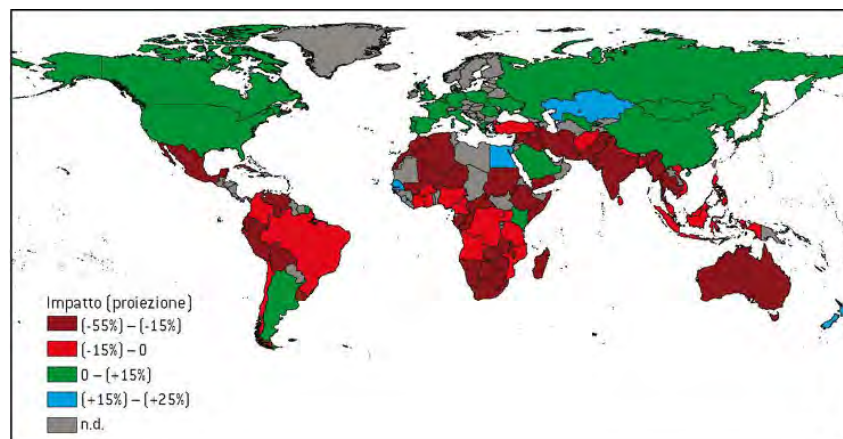 Impatto (proiezione)
(-55%) – (-15%)
(-15%) – 0
0 – (+15%)
(+15%) – (+25%)
n.d.